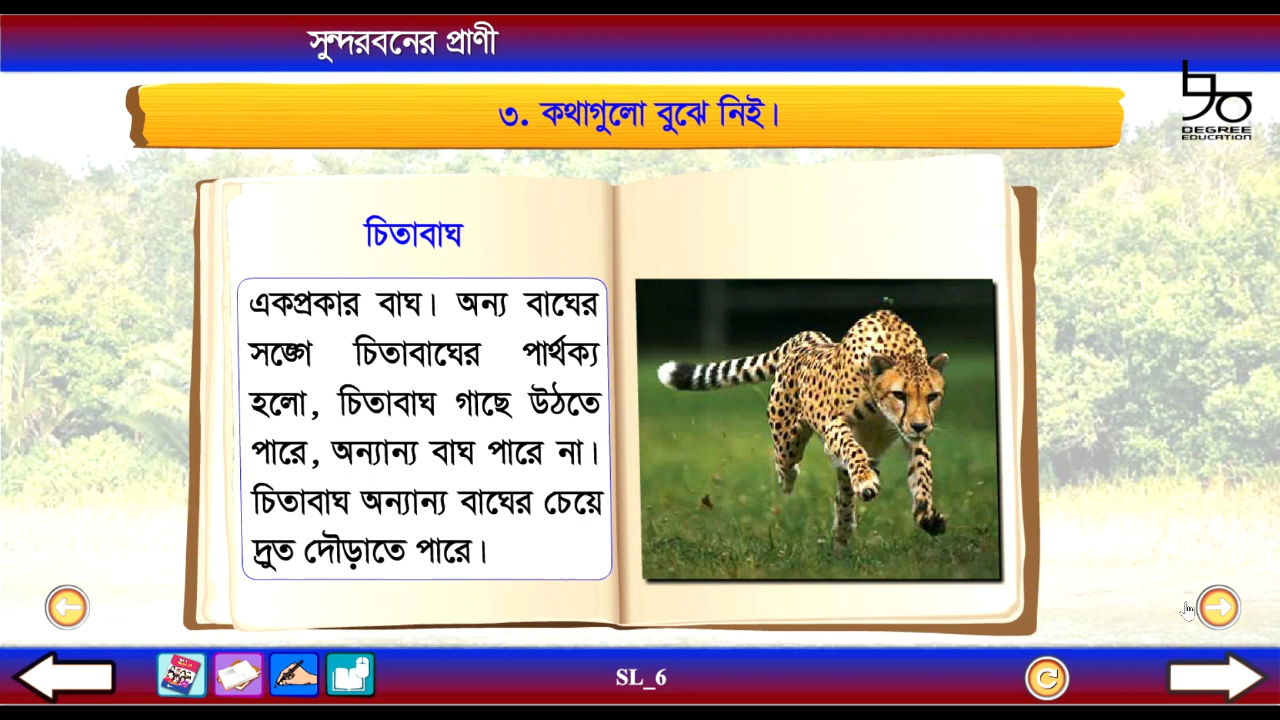 সুন্দরবনের প্রাণী
৩. কথাগুলো বুঝে নিই।
DEGREE
EDUCATION
চিতাবাঘ
একপ্রকার বাঘ। অন্য বাঘের
সঙ্গে চিতাবাঘের পার্থক্য
হলো, চিতাবাঘ গাছে উঠতে
পারে, অন্যান্য বাঘ পারে না।
চিতাবাঘ অন্যান্য বাঘের চেয়ে
দ্রুত দৌড়াতে পারে।
SL_6